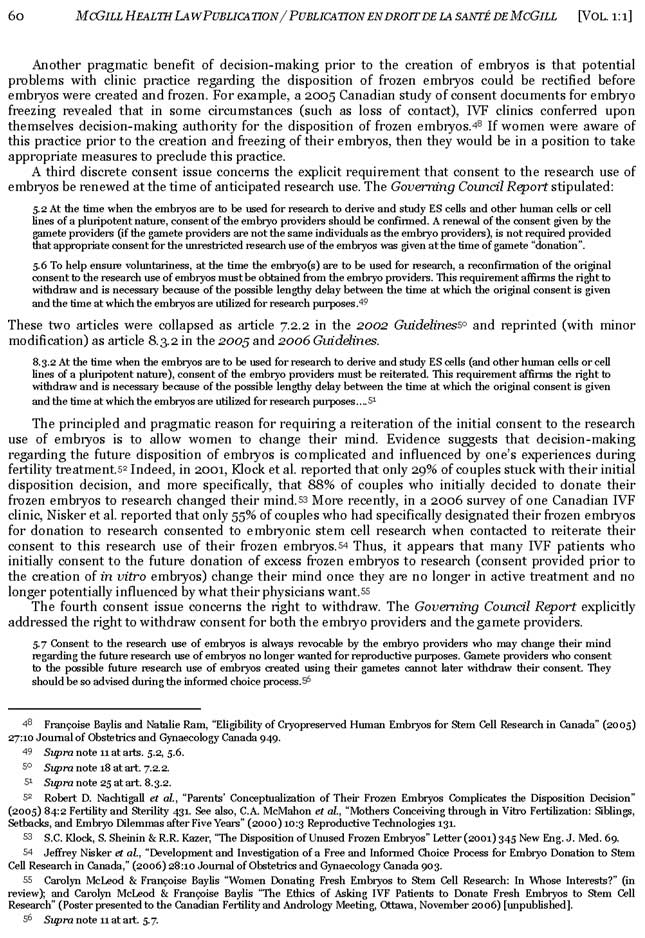 60 MCGILL HEALTH LAW PUBLICATION / PUBLICATION EN DROIT DE LA SANTÉ DE MCGILL [VOL. 1:1]
Another pragmatic benefit of decision-making prior to the creation of embryos is that potential
problems with clinic practice regarding the disposition of frozen embryos could be rectified before
embryos were created and frozen. For example, a 2005 Canadian study of consent documents for embryo
freezing revealed that in some circumstances (such as loss of contact), IVF clinics conferred upon
themselves decision-making authority for the disposition of frozen embryos.48 If women were aware of
this practice prior to the creation and freezing of their embryos, then they would be in a position to take
appropriate measures to preclude this practice.
A third discrete consent issue concerns the explicit requirement that consent to the research use of
embryos be renewed at the time of anticipated research use. The Governing Council Report stipulated:
5.2 At the time when the embryos are to be used for research to derive and study ES cells and other human cells or cell
lines of a pluripotent nature, consent of the embryo providers should be confirmed. A renewal of the consent given by the
gamete providers (if the gamete providers are not the same individuals as the embryo providers), is not required provided
that appropriate consent for the unrestricted research use of the embryos was given at the time of gamete “donation”.
5.6 To help ensure voluntariness, at the time the embryo(s) are to be used for research, a reconfirmation of the original
consent to the research use of embryos must be obtained from the embryo providers. This requirement affirms the right to
withdraw and is necessary because of the possible lengthy delay between the time at which the original consent is given
and the time at which the embryos are utilized for research purposes.49
These two articles were collapsed as article 7.2.2 in the 2002 Guidelines50 and reprinted (with minor
modification) as article 8.3.2 in the 2005 and 2006 Guidelines.
8.3.2 At the time when the embryos are to be used for research to derive and study ES cells (and other human cells or cell
lines of a pluripotent nature), consent of the embryo providers must be reiterated. This requirement affirms the right to
withdraw and is necessary because of the possible lengthy delay between the time at which the original consent is given
and the time at which the embryos are utilized for research purposes….51
The principled and pragmatic reason for requiring a reiteration of the initial consent to the research
use of embryos is to allow women to change their mind. Evidence suggests that decision-making
regarding the future disposition of embryos is complicated and influenced by one’s experiences during
fertility treatment.52 Indeed, in 2001, Klock et al. reported that only 29% of couples stuck with their initial
disposition decision, and more specifically, that 88% of couples who initially decided to donate their
frozen embryos to research changed their mind.53 More recently, in a 2006 survey of one Canadian IVF
clinic, Nisker et al. reported that only 55% of couples who had specifically designated their frozen embryos
for donation to research consented to embryonic stem cell research when contacted to reiterate their
consent to this research use of their frozen embryos.54 Thus, it appears that many IVF patients who
initially consent to the future donation of excess frozen embryos to research (consent provided prior to
the creation of in vitro embryos) change their mind once they are no longer in active treatment and no
longer potentially influenced by what their physicians want.55
The fourth consent issue concerns the right to withdraw. The Governing Council Report explicitly
addressed the right to withdraw consent for both the embryo providers and the gamete providers.
5.7 Consent to the research use of embryos is always revocable by the embryo providers who may change their mind
regarding the future research use of embryos no longer wanted for reproductive purposes. Gamete providers who consent
to the possible future research use of embryos created using their gametes cannot later withdraw their consent. They
should be so advised during the informed choice process.56
48 Françoise Baylis and Natalie Ram, “Eligibility of Cryopreserved Human Embryos for Stem Cell Research in Canada” (2005)
27:10 Journal of Obstetrics and Gynaecology Canada 949.
49 Supra note 11 at arts. 5.2, 5.6.
50 Supra note 18 at art. 7.2.2.
51 Supra note 25 at art. 8.3.2.
52 Robert D. Nachtigall et al., “Parents’ Conceptualization of Their Frozen Embryos Complicates the Disposition Decision”
(2005) 84:2 Fertility and Sterility 431. See also, C.A. McMahon et al., “Mothers Conceiving through in Vitro Fertilization: Siblings,
Setbacks, and Embryo Dilemmas after Five Years” (2000) 10:3 Reproductive Technologies 131.
53 S.C. Klock, S. Sheinin & R.R. Kazer, “The Disposition of Unused Frozen Embryos” Letter (2001) 345 New Eng. J. Med. 69.
54 Jeffrey Nisker et al., “Development and Investigation of a Free and Informed Choice Process for Embryo Donation to Stem
Cell Research in Canada,” (2006) 28:10 Journal of Obstetrics and Gynaecology Canada 903.
55 Carolyn McLeod & Françoise Baylis “Women Donating Fresh Embryos to Stem Cell Research: In Whose Interests?” (in
review); and Carolyn McLeod & Françoise Baylis “The Ethics of Asking IVF Patients to Donate Fresh Embryos to Stem Cell
Research” (Poster presented to the Canadian Fertility and Andrology Meeting, Ottawa, November 2006) [unpublished].
56 Supra note 11 at art. 5.7.